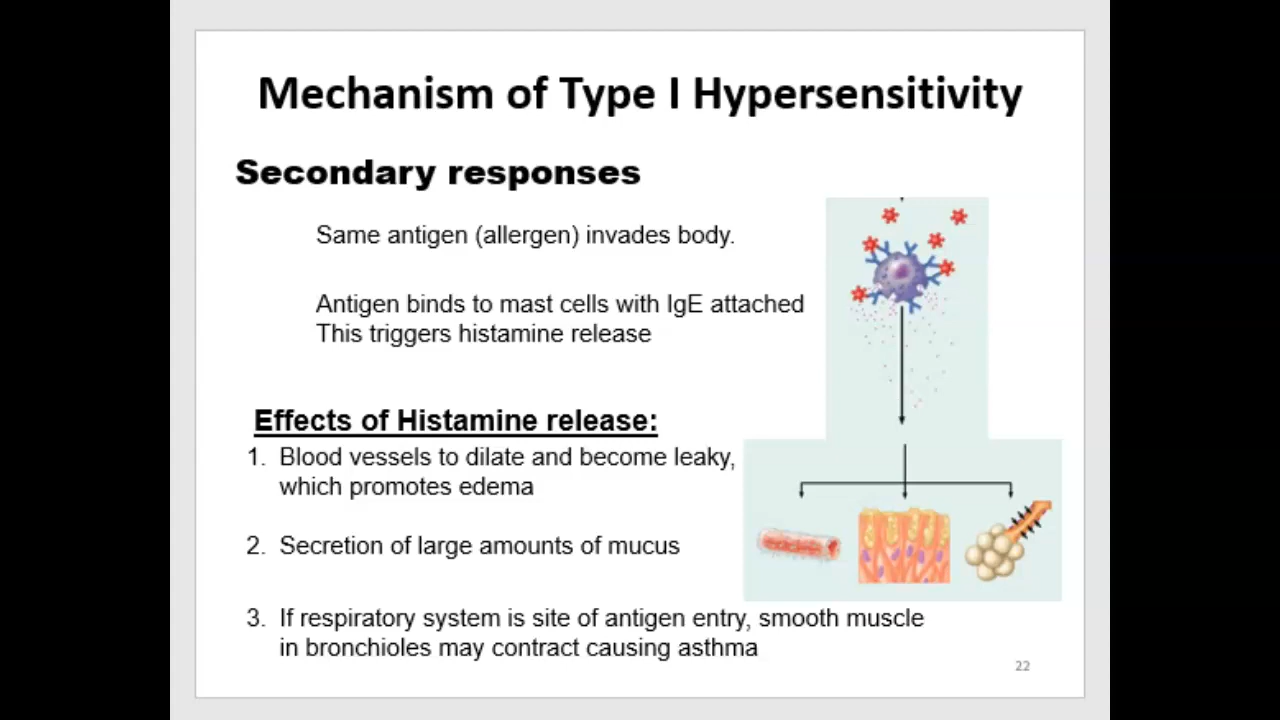 Mechanism of Type I Hypersensitivity
Secondary responses
Same antigen (allergen) invades body.
Antigen binds to mast cells with IgE attached
This triggers histamine release
Effects of Histamine release:
1. Blood vessels to dilate and become leaky,
which promotes edema
2. Secretion of large amounts of mucus
3. If respiratory system is site of antigen entry, smooth muscle
in bronchioles may contract causing asthma
22